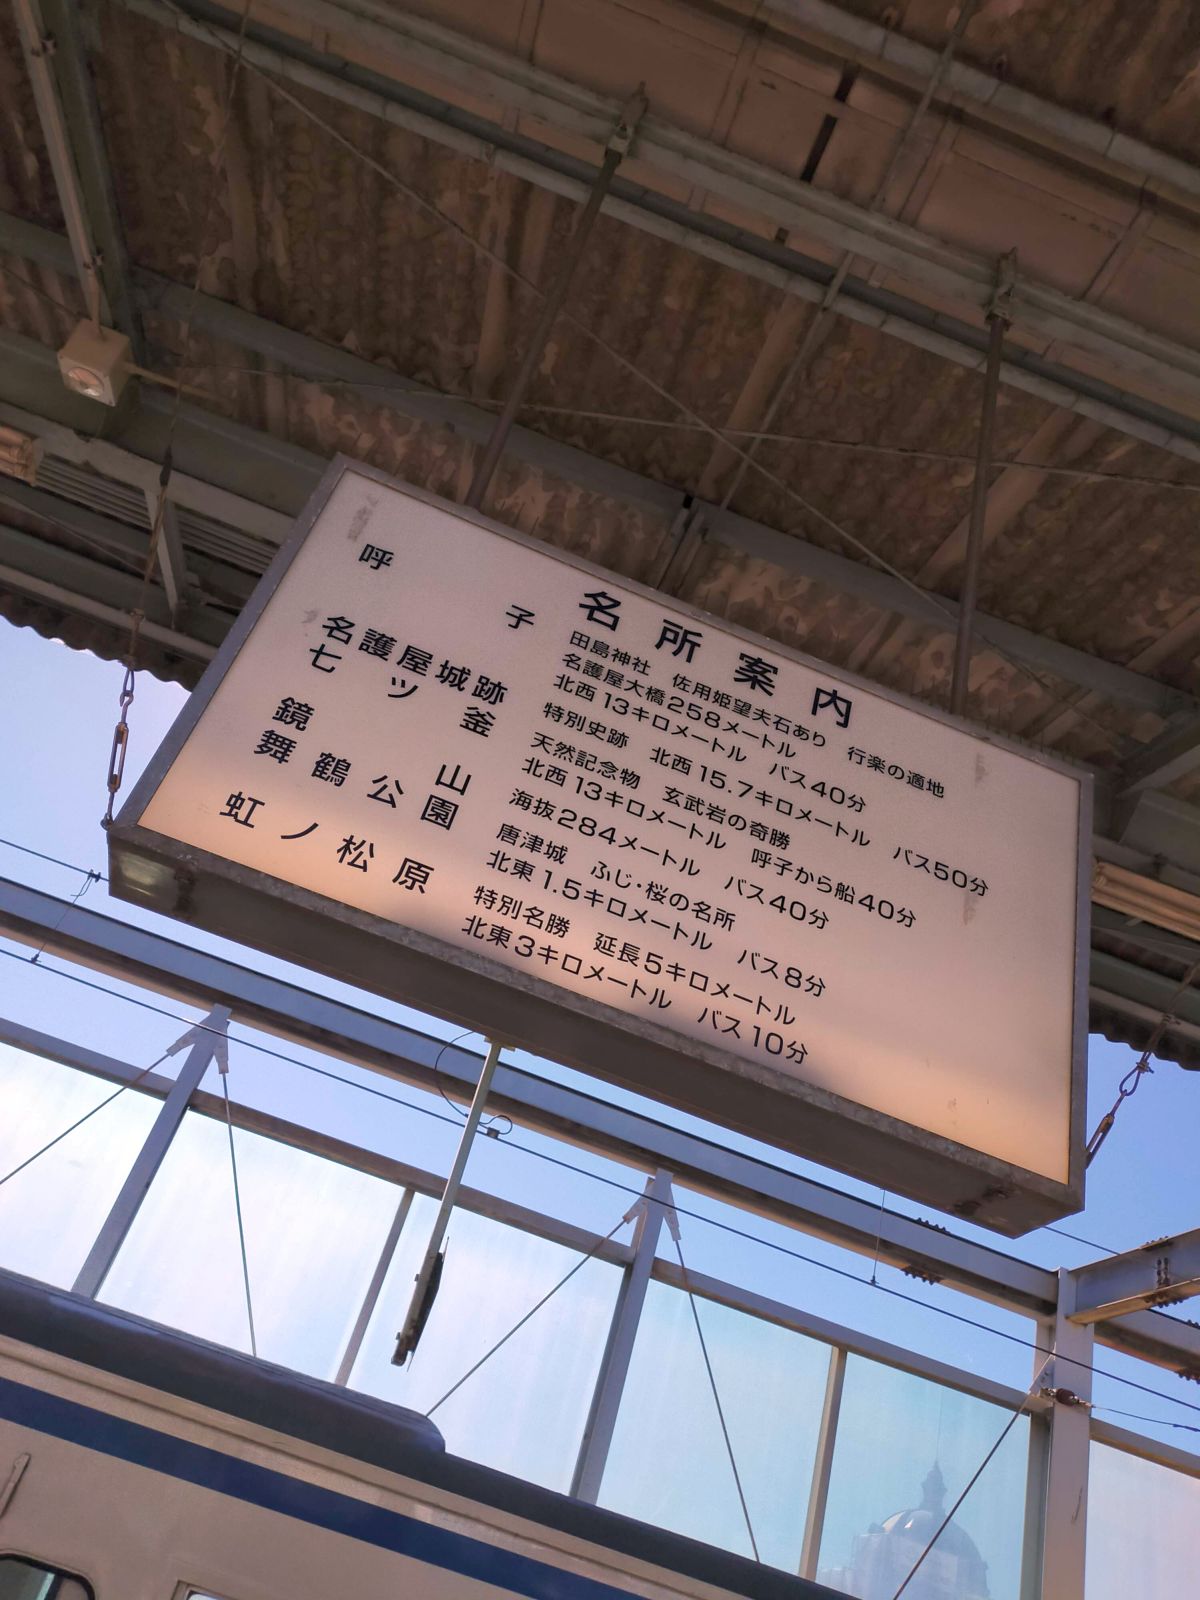 名所案内
呼子 田島神社 佐用姫望夫石あり 行楽の適地
名護屋大橋258メートル
北西13キロメートル バス40分
名護屋城跡 特別史跡 北西15.7キロメートル バス50分
七ツ釜 天然記念物 玄武岩の奇勝
北西13キロメートル 呼子から船40分
鏡山 海抜284メートル バス40分
舞鶴公園 唐津城 ふじ・桜の名所
北東1.5キロメートル バス8分
虹ノ松原 特別名勝 延長5キロメートル
北東3キロメートル バス10分